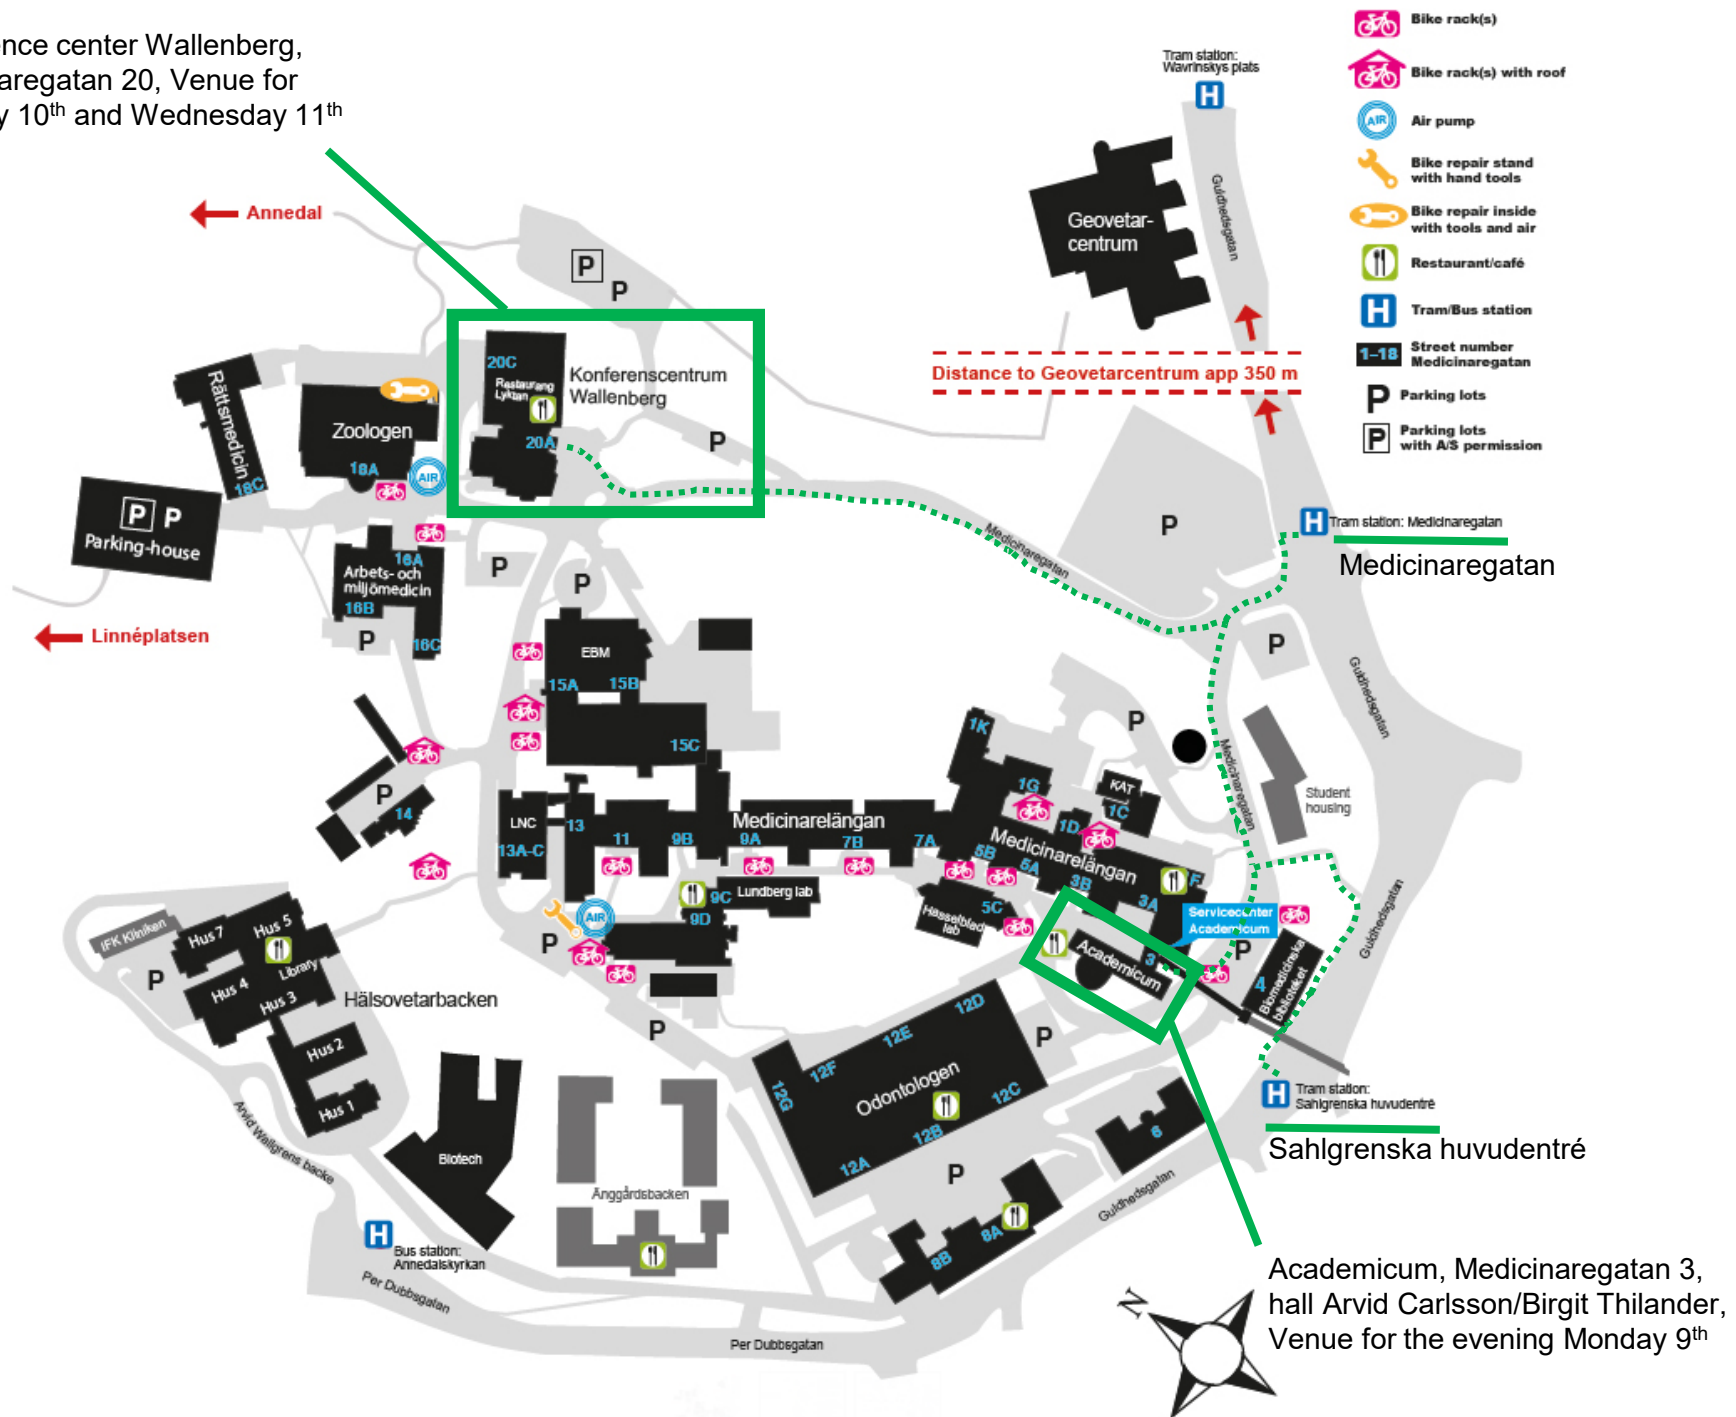 ence center Wallenberg,
aregatan 20, Venue for
y 10th and Wednesday 11th
Annedal
P
P
Tram station:
Wavrinskys plats
H
Guldhedsgatan
Geovetar-
centrum
Distance to Geovetarcentrum app 350 m
Bike rack(s)
Bike rack(s) with roof
AIR
Air pump
Bike repair stand
with hand tools
Bike repair inside
with tools and air
Restaurant/café
H
Tram/Bus station
1–18
Street number
Medicinaregatan
P
Parking lots
P
Parking lots
with A/S permission
Rättsmedicin
18C
Zoologen
18A
AIR
20C
Restaurang
Lyktan
20A
Konferenscentrum
Wallenberg
P
P P
Parking-house
Linnéplatsen
16A
Arbets- och
miljömedicin
16B
16C
P
P
P
Medicinaregatan
P
H
Tram station: Medicinaregatan
Medicinaregatan
P
Guldhedsgatan
EBM
15A
15B
15C
P
14
LNC
13A-C
13
11
9B
Medicinarelängan
9A
7B
7A
1K
1G
1D
KAT
1C
P
Medicinaregatan
Student
housing
Medicinarelängan
5B
5A
3B
3A
F
5C
Hasselblad
lab
Lundberg lab
9C
9D
AIR
P
Servicecenter
Academicum
Academicum
3
P
4
Biomedicinska
biblioteket
Guldhedsgatan
IFK Kliniken
Hus 7
Hus 5
Library
Hus 4
Hus 3
Hus 2
Hus 1
P
Hälsovetarbacken
P
12G
12F
12E
12D
Odontologen
12C
12B
12A
P
H
Tram station:
Sahlgrenska huvudentré
Sahlgrenska huvudentré
6
P
8A
8B
Guldhedsgatan
Arvid Wallgrens backe
Biotech
Änggårdsbacken
H
Bus station:
Annedalskyrkan
Per Dubbsgatan
Per Dubbsgatan
N
Academicum, Medicinaregatan 3,
hall Arvid Carlsson/Birgit Thilander,
Venue for the evening Monday 9th